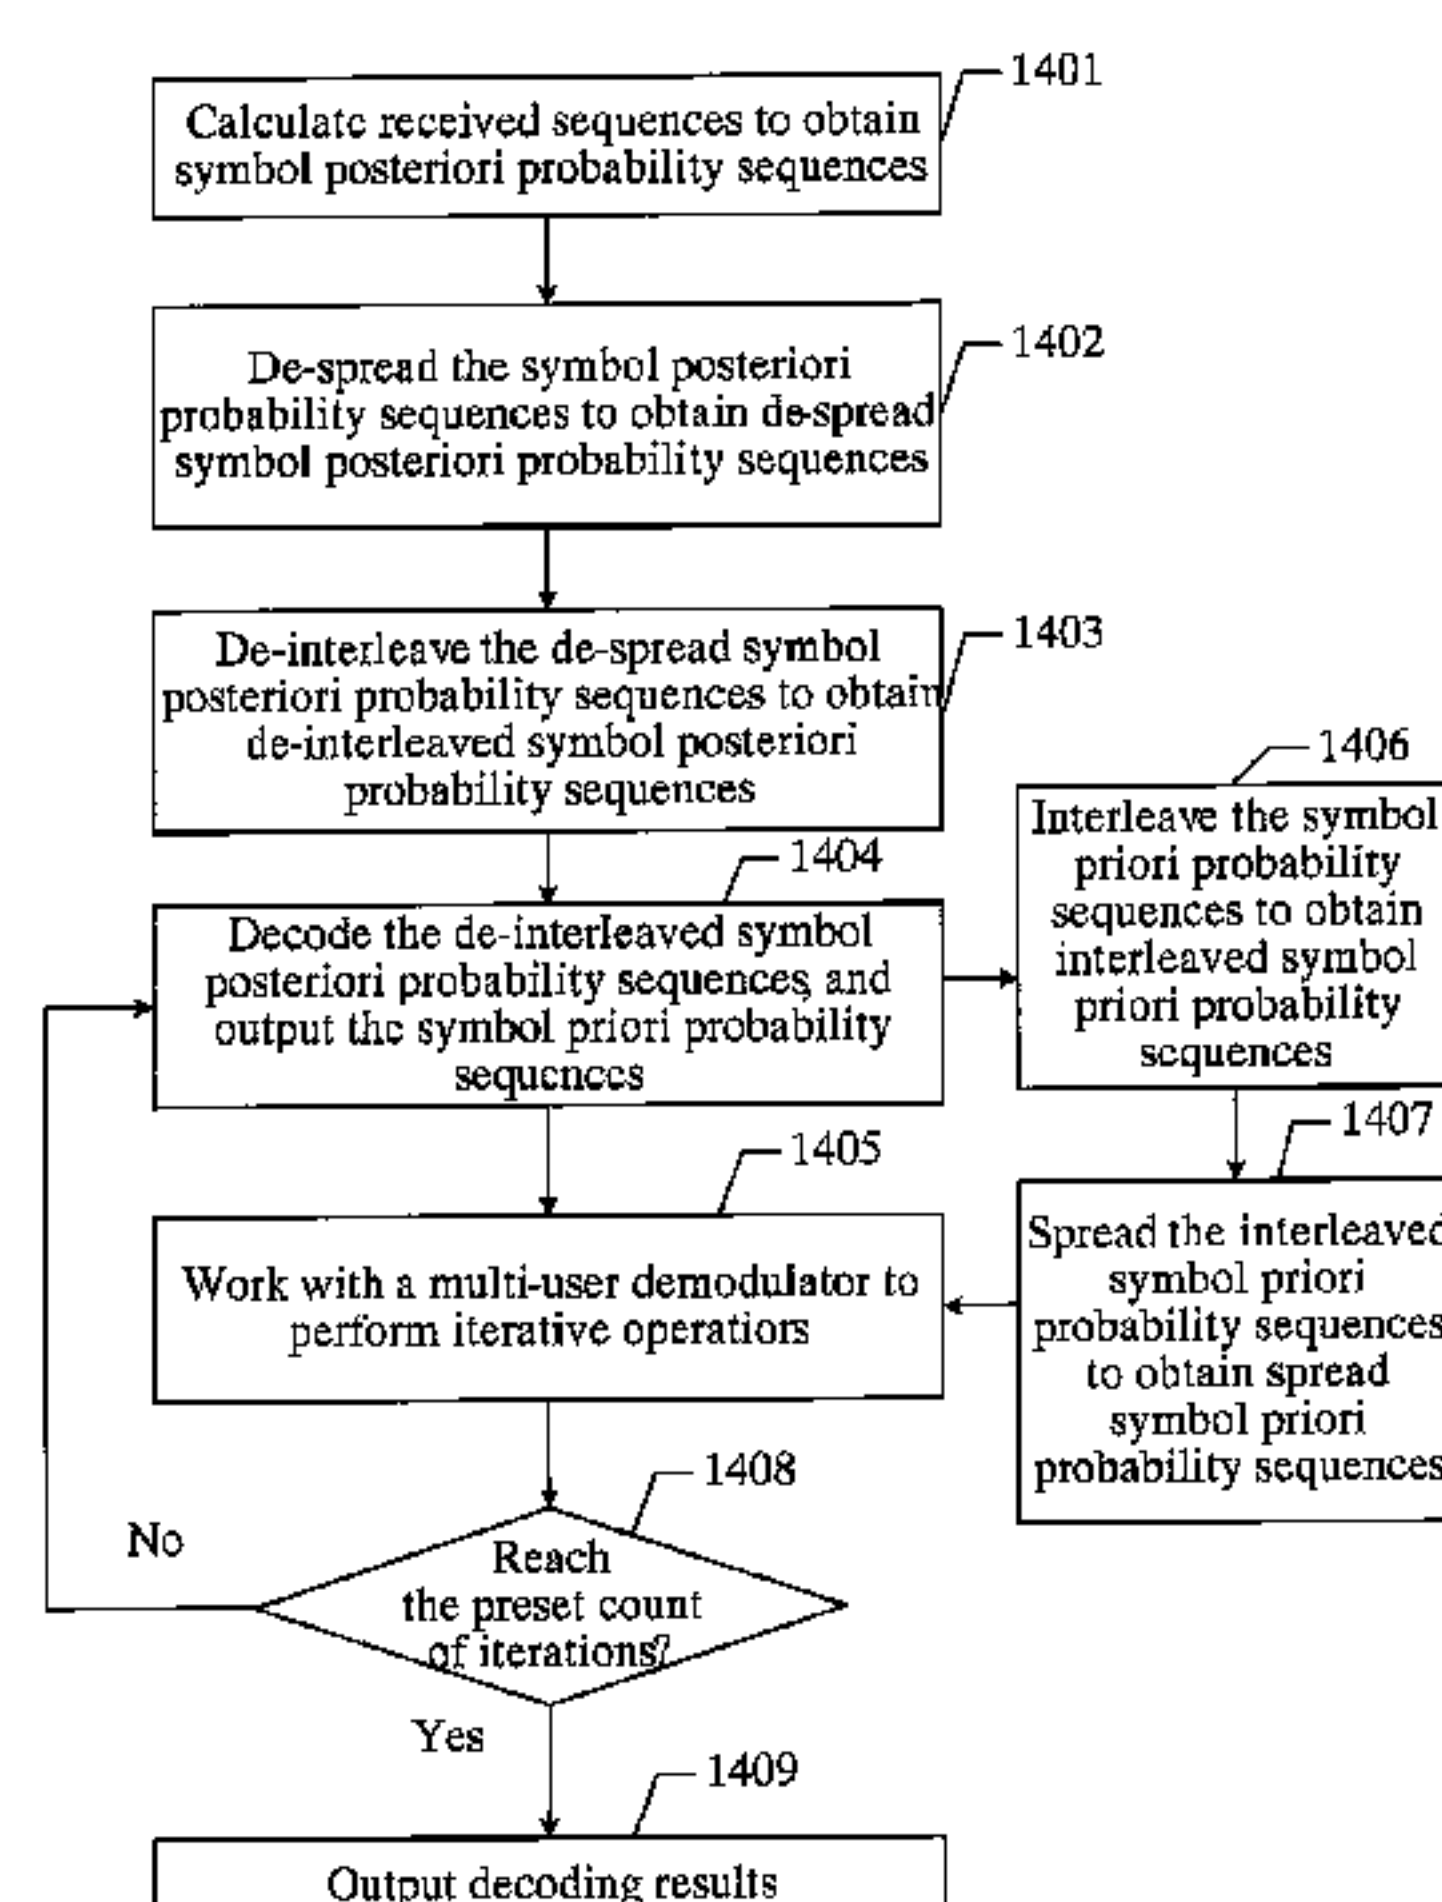 1401
Calculate received sequences to obtain
symbol posteriori probability sequences
1402
De-spread the symbol posteriori
probability sequences to obtain de-spread
symbol posteriori probability sequences
1403
De-interleave the de-spread symbol
posteriori probability sequences to obtain
de-interleaved symbol posteriori
probability sequences
1404
Decode the de-interleaved symbol
posteriori probability sequences, and
output the symbol priori probability
sequences
1406
Interleave the symbol
priori probability
sequences to obtain
interleaved symbol
priori probability
sequences
1405
Work with a multi-user demodulator to
perform iterative operations
1407
Spread the interleaved
symbol priori
probability sequences
to obtain spread
symbol priori
probability sequences
1408
Reach
the preset count
of iterations?
No
Yes
1409
Output decoding results